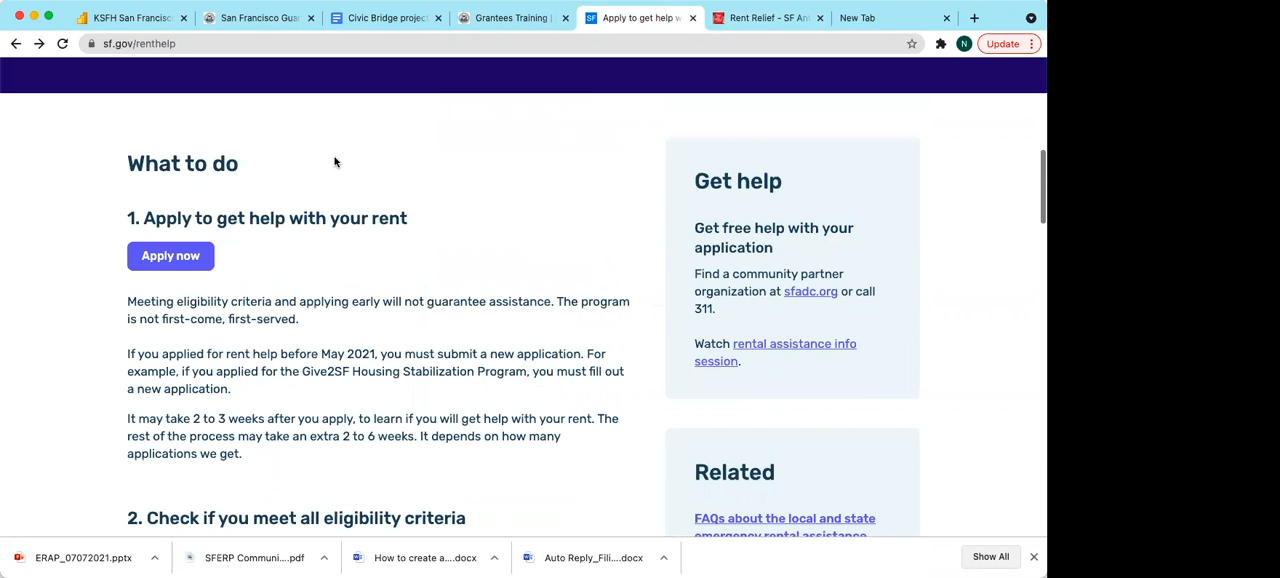 KSFH San Francisc
San Francisco Gua
Civic Bridge projec
Grantees Training |
SF
Apply to get help w
Rent Relief - SF An
New Tab
sf.gov/renthelp
N
Update
What to do
1. Apply to get help with your rent
Apply now
Meeting eligibility criteria and applying early will not guarantee assistance. The program
is not first-come, first-served.
If you applied for rent help before May 2021, you must submit a new application. For
example, if you applied for the Give2SF Housing Stabilization Program, you must fill out
a new application.
It may take 2 to 3 weeks after you apply, to learn if you will get help with your rent. The
rest of the process may take an extra 2 to 6 weeks. It depends on how many
applications we get.
2. Check if you meet all eligibility criteria
Get help
Get free help with your
application
Find a community partner
organization at sfadc.org or call
311.
Watch rental assistance info
session.
Related
FAQs about the local and state
emergency rental assistance
ERAP_07072021.pptx
SFERP Communi....pdf
How to create a....docx
Auto Reply_Fili....docx
Show All